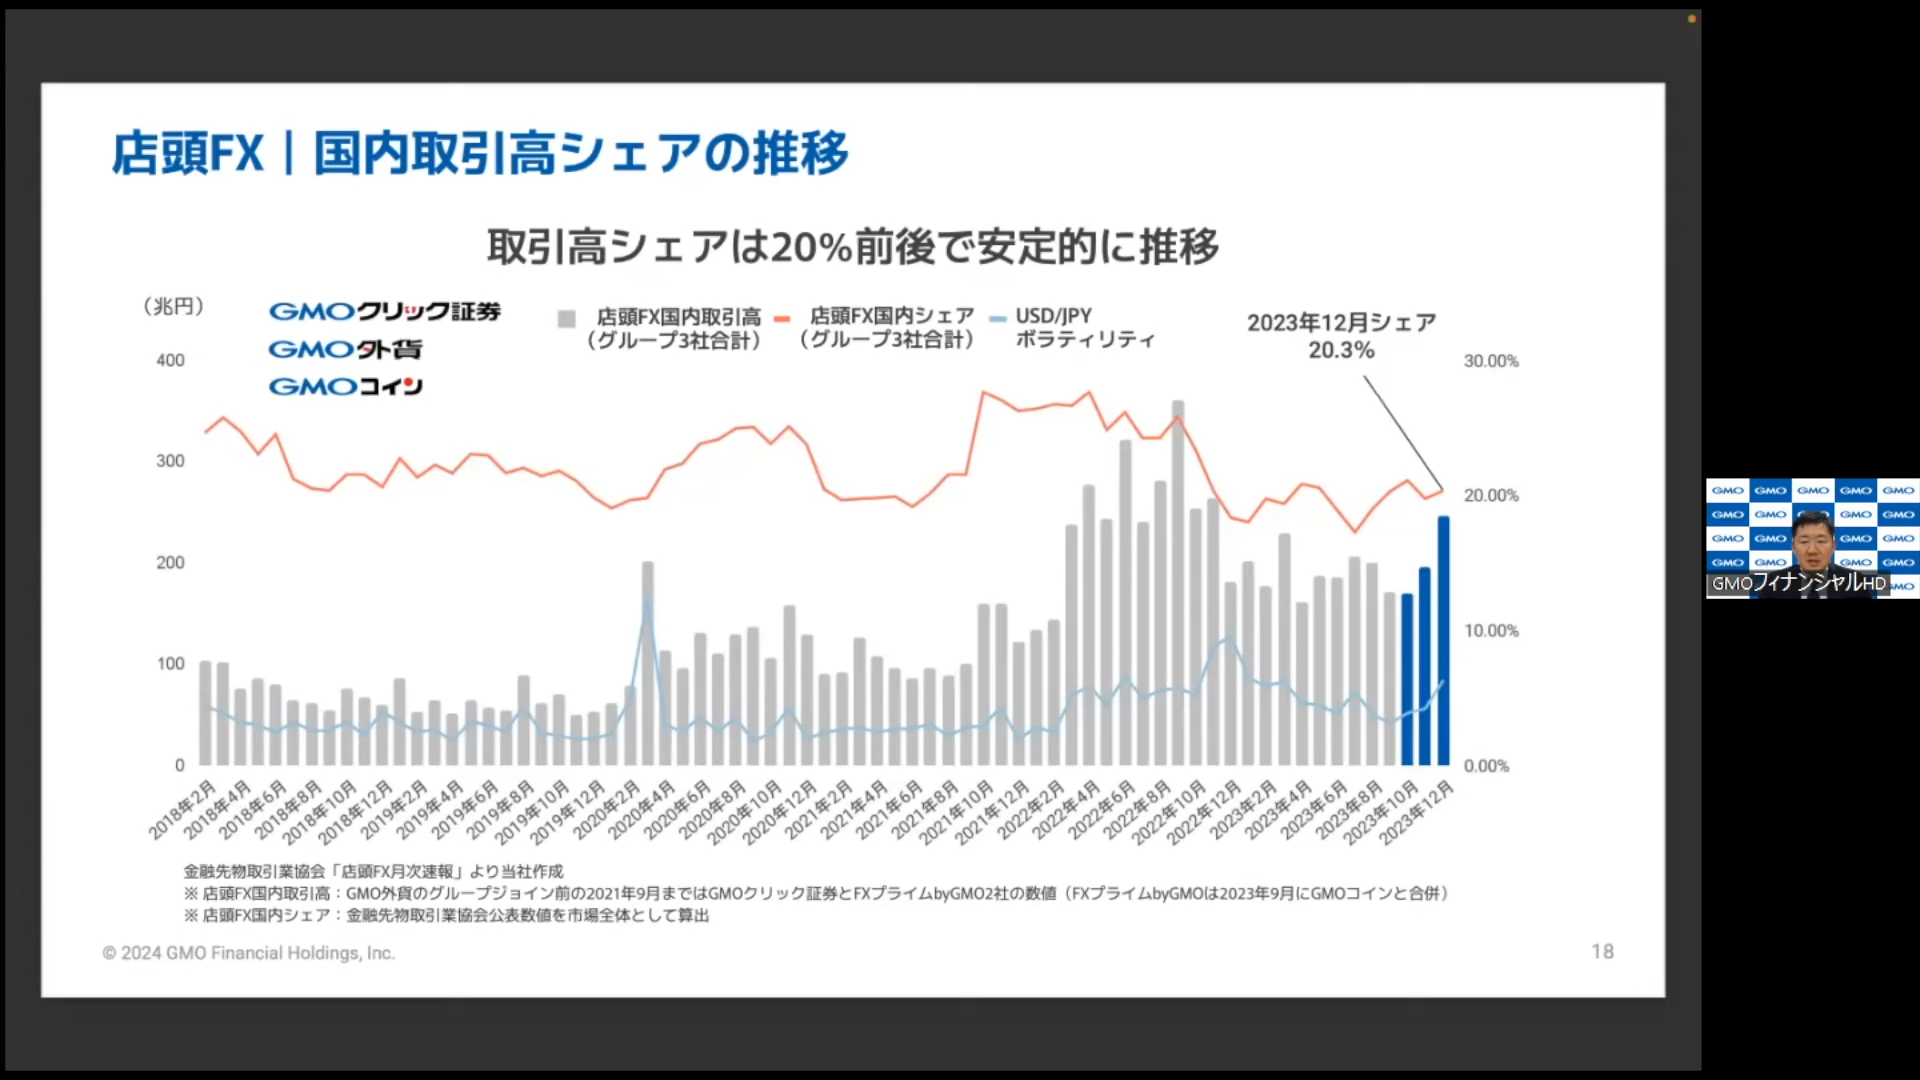 店頭FX｜国内取引高シェアの推移
取引高シェアは20%前後で安定的に推移
（兆円）
GMOクリック証券
GMO外貨
GMOコイン
店頭FX国内取引高
（グループ3社合計）
店頭FX国内シェア
（グループ3社合計）
USD/JPY
ボラティリティ
2023年12月シェア
20.3%
400
300
200
100
0
30.00%
20.00%
10.00%
0.00%
2018年2月
2018年4月
2018年6月
2018年8月
2018年10月
2018年12月
2019年2月
2019年4月
2019年6月
2019年8月
2019年10月
2019年12月
2020年2月
2020年4月
2020年6月
2020年8月
2020年10月
2020年12月
2021年2月
2021年4月
2021年6月
2021年8月
2021年10月
2021年12月
2022年2月
2022年4月
2022年6月
2022年8月
2022年10月
2022年12月
2023年2月
2023年4月
2023年6月
2023年8月
2023年10月
2023年12月
金融先物取引業協会「店頭FX月次速報」より当社作成
※ 店頭FX国内取引高：GMO外貨のグループジョイン前の2021年9月まではGMOクリック証券とFXプライムbyGMO2社の数値（FXプライムbyGMOは2023年9月にGMOコインと合併）
※ 店頭FX国内シェア：金融先物取引業協会公表数値を市場全体として算出
© 2024 GMO Financial Holdings, Inc.
18
GMO GMO GMO GMO GMO
GMO GMO GMO GMO
GMO GMO GMO GMO
GMO GMO GMO GMO
GMOフィナンシャルHD
GMO